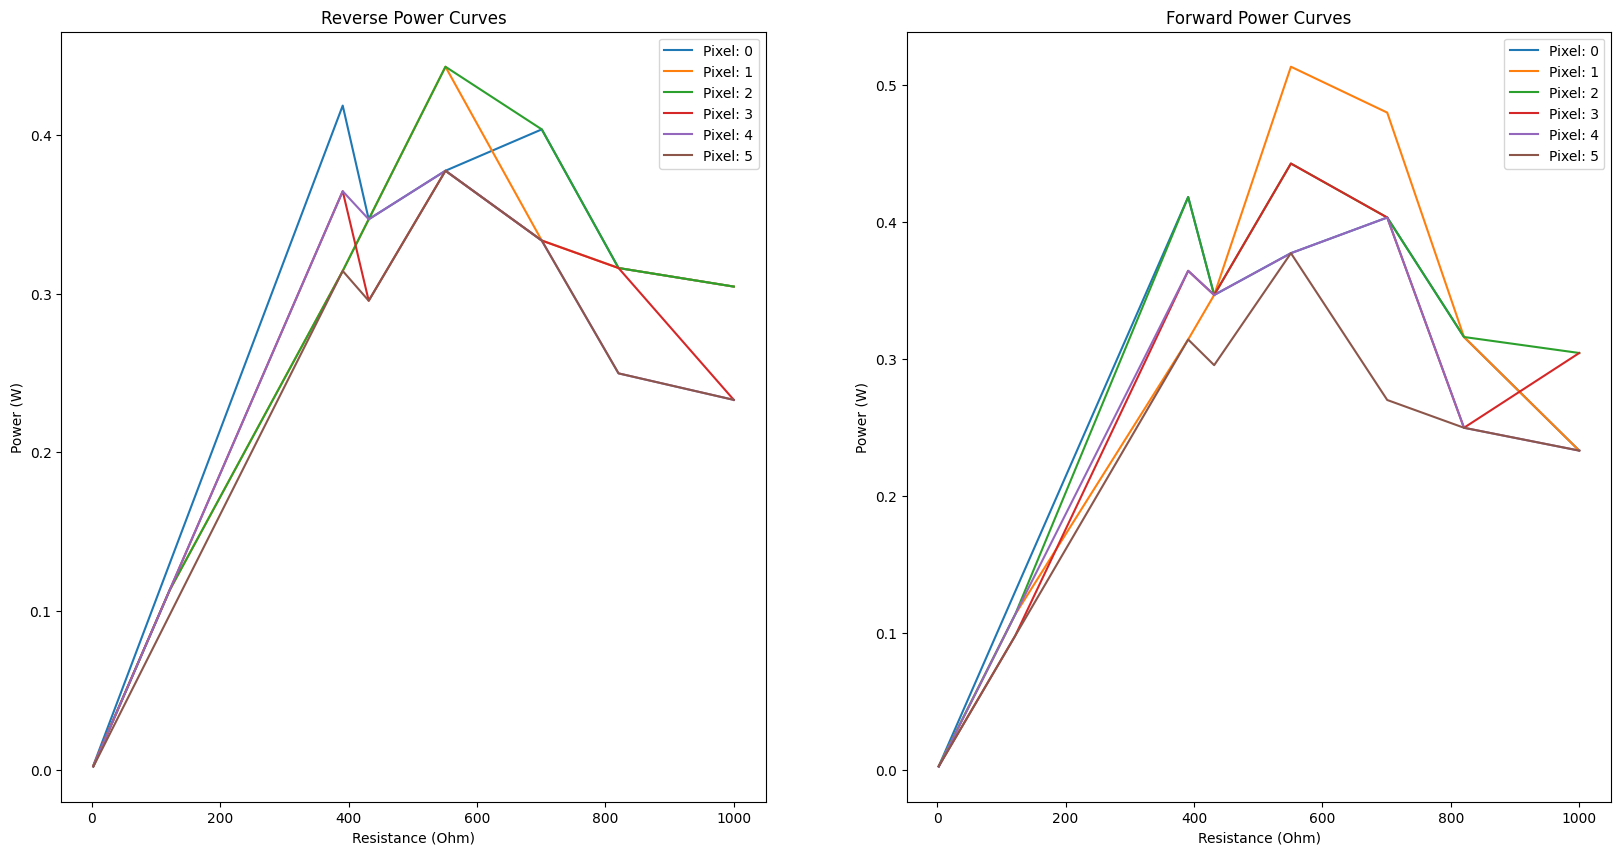 Reverse Power Curves
Pixel: 0
Pixel: 1
Pixel: 2
Pixel: 3
Pixel: 4
Pixel: 5
0.4
0.3
0.2
0.1
0.0
Power (W)
0
200
400
600
800
1000
Resistance (Ohm)
Forward Power Curves
Pixel: 0
Pixel: 1
Pixel: 2
Pixel: 3
Pixel: 4
Pixel: 5
0.5
0.4
0.3
0.2
0.1
0.0
Power (W)
0
200
400
600
800
1000
Resistance (Ohm)